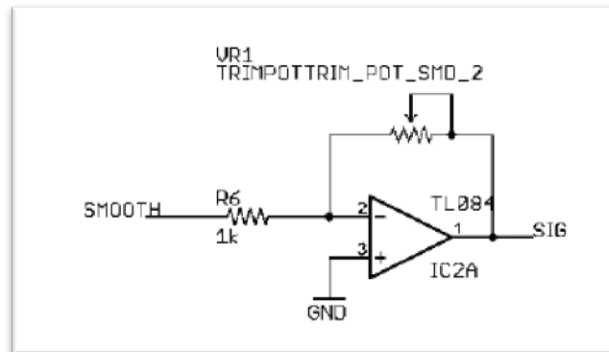 VR1
TRIMPOTTRIM_POT_SMD_2
R6
SMOOTH
1k
2
3
TL084
1
SIG
IC2A
GND